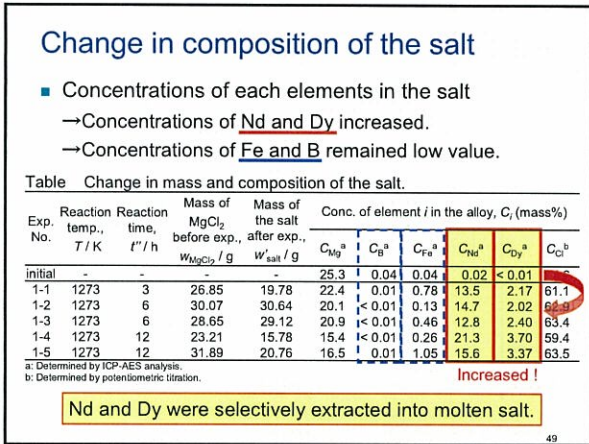 Change in composition of the salt
■ Concentrations of each elements in the salt
→Concentrations of Nd and Dy increased.
→Concentrations of Fe and B remained low value.
Table Change in mass and composition of the salt.
Exp. No. Reaction temp., T / K Reaction time, t'' / h Mass of MgCl2 before exp., wMgCl2 / g Mass of the salt after exp., w'salt / g Conc. of element i in the alloy, Ci (mass%)
CMg a CB a CFe a CNd a CDy a CCl b
initial - - - - 25.3 0.04 0.04 0.02 < 0.01
1-1 1273 3 26.85 19.78 22.4 0.01 0.78 13.5 2.17 61.1
1-2 1273 6 30.07 30.64 20.1 < 0.01 0.13 14.7 2.02 62.9
1-3 1273 6 28.65 29.12 20.9 < 0.01 0.46 12.8 2.40 63.4
1-4 1273 12 23.21 15.78 15.4 < 0.01 0.26 21.3 3.70 59.4
1-5 1273 12 31.89 20.76 16.5 0.01 1.05 15.6 3.37 63.5
a: Determined by ICP-AES analysis.
b: Determined by potentiometric titration.
Increased !
Nd and Dy were selectively extracted into molten salt.
49